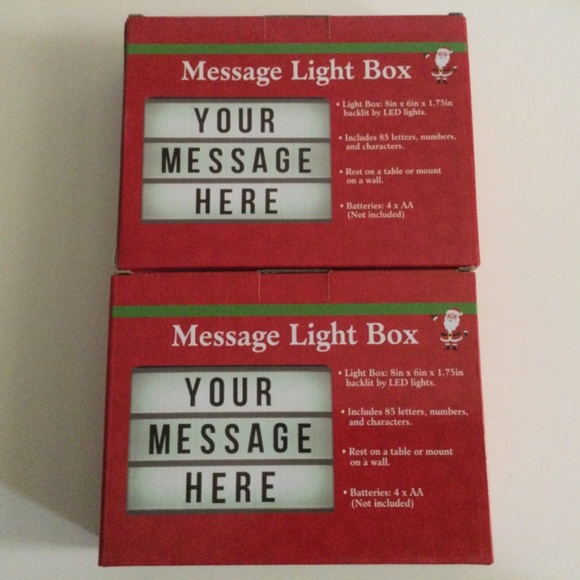 Message Light Box
YOUR
MESSAGE
HERE
• Light Box: 8in x 6in x 1.75in
backlit by LED lights.
• Includes 85 letters, numbers,
and characters.
• Rest on a table or mount
on a wall.
• Batteries: 4 x AA
(Not included)
Message Light Box
YOUR
MESSAGE
HERE
• Light Box: 8in x 6in x 1.75in
backlit by LED lights.
• Includes 85 letters, numbers,
and characters.
• Rest on a table or mount
on a wall.
• Batteries: 4 x AA
(Not included)